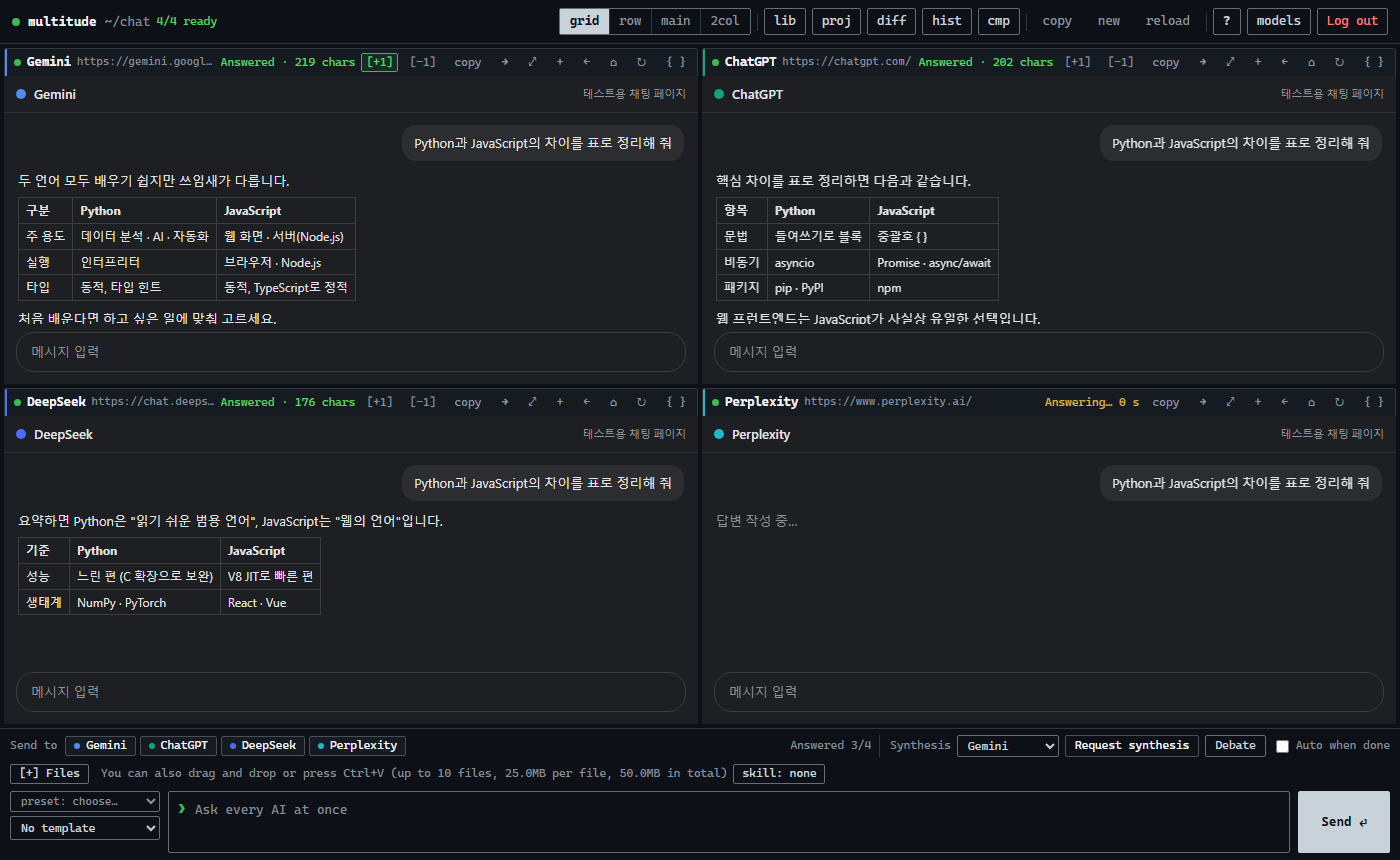 multitude ~/chat 4/4 ready
grid row main 2col lib proj diff hist cmp copy new reload ? models Log out
Gemini https://gemini.googl… Answered · 219 chars [+1] [−1] copy
Gemini 테스트용 채팅 페이지
Python과 JavaScript의 차이를 표로 정리해 줘
두 언어 모두 배우기 쉽지만 쓰임새가 다릅니다.
구분 Python JavaScript
주 용도 데이터 분석 · AI · 자동화 웹 화면 · 서버(Node.js)
실행 인터프리터 브라우저 · Node.js
타입 동적, 타입 힌트 동적, TypeScript로 정적
처음 배운다면 하고 싶은 일에 맞춰 고르세요.
메시지 입력
ChatGPT https://chatgpt.com/ Answered · 202 chars [+1] [−1] copy
ChatGPT 테스트용 채팅 페이지
Python과 JavaScript의 차이를 표로 정리해 줘
핵심 차이를 표로 정리하면 다음과 같습니다.
항목 Python JavaScript
문법 들여쓰기로 블록 중괄호 { }
비동기 asyncio Promise · async/await
패키지 pip · PyPI npm
웹 프런트엔드는 JavaScript가 사실상 유일한 선택입니다.
메시지 입력
DeepSeek https://chat.deeps… Answered · 176 chars [+1] [−1] copy
DeepSeek 테스트용 채팅 페이지
Python과 JavaScript의 차이를 표로 정리해 줘
요약하면 Python은 "읽기 쉬운 범용 언어", JavaScript는 "웹의 언어"입니다.
기준 Python JavaScript
성능 느린 편 (C 확장으로 보완) V8 JIT로 빠른 편
생태계 NumPy · PyTorch React · Vue
메시지 입력
Perplexity https://www.perplexity.ai/ Answering… 0 s copy
Perplexity 테스트용 채팅 페이지
Python과 JavaScript의 차이를 표로 정리해 줘
답변 작성 중...
메시지 입력
Send to Gemini ChatGPT DeepSeek Perplexity Answered 3/4 Synthesis Gemini Request synthesis Debate Auto when done
[+] Files You can also drag and drop or press Ctrl+V (up to 10 files, 25.0MB per file, 50.0MB in total) skill: none
preset: choose…
No template
❯ Ask every AI at once
Send ⏎